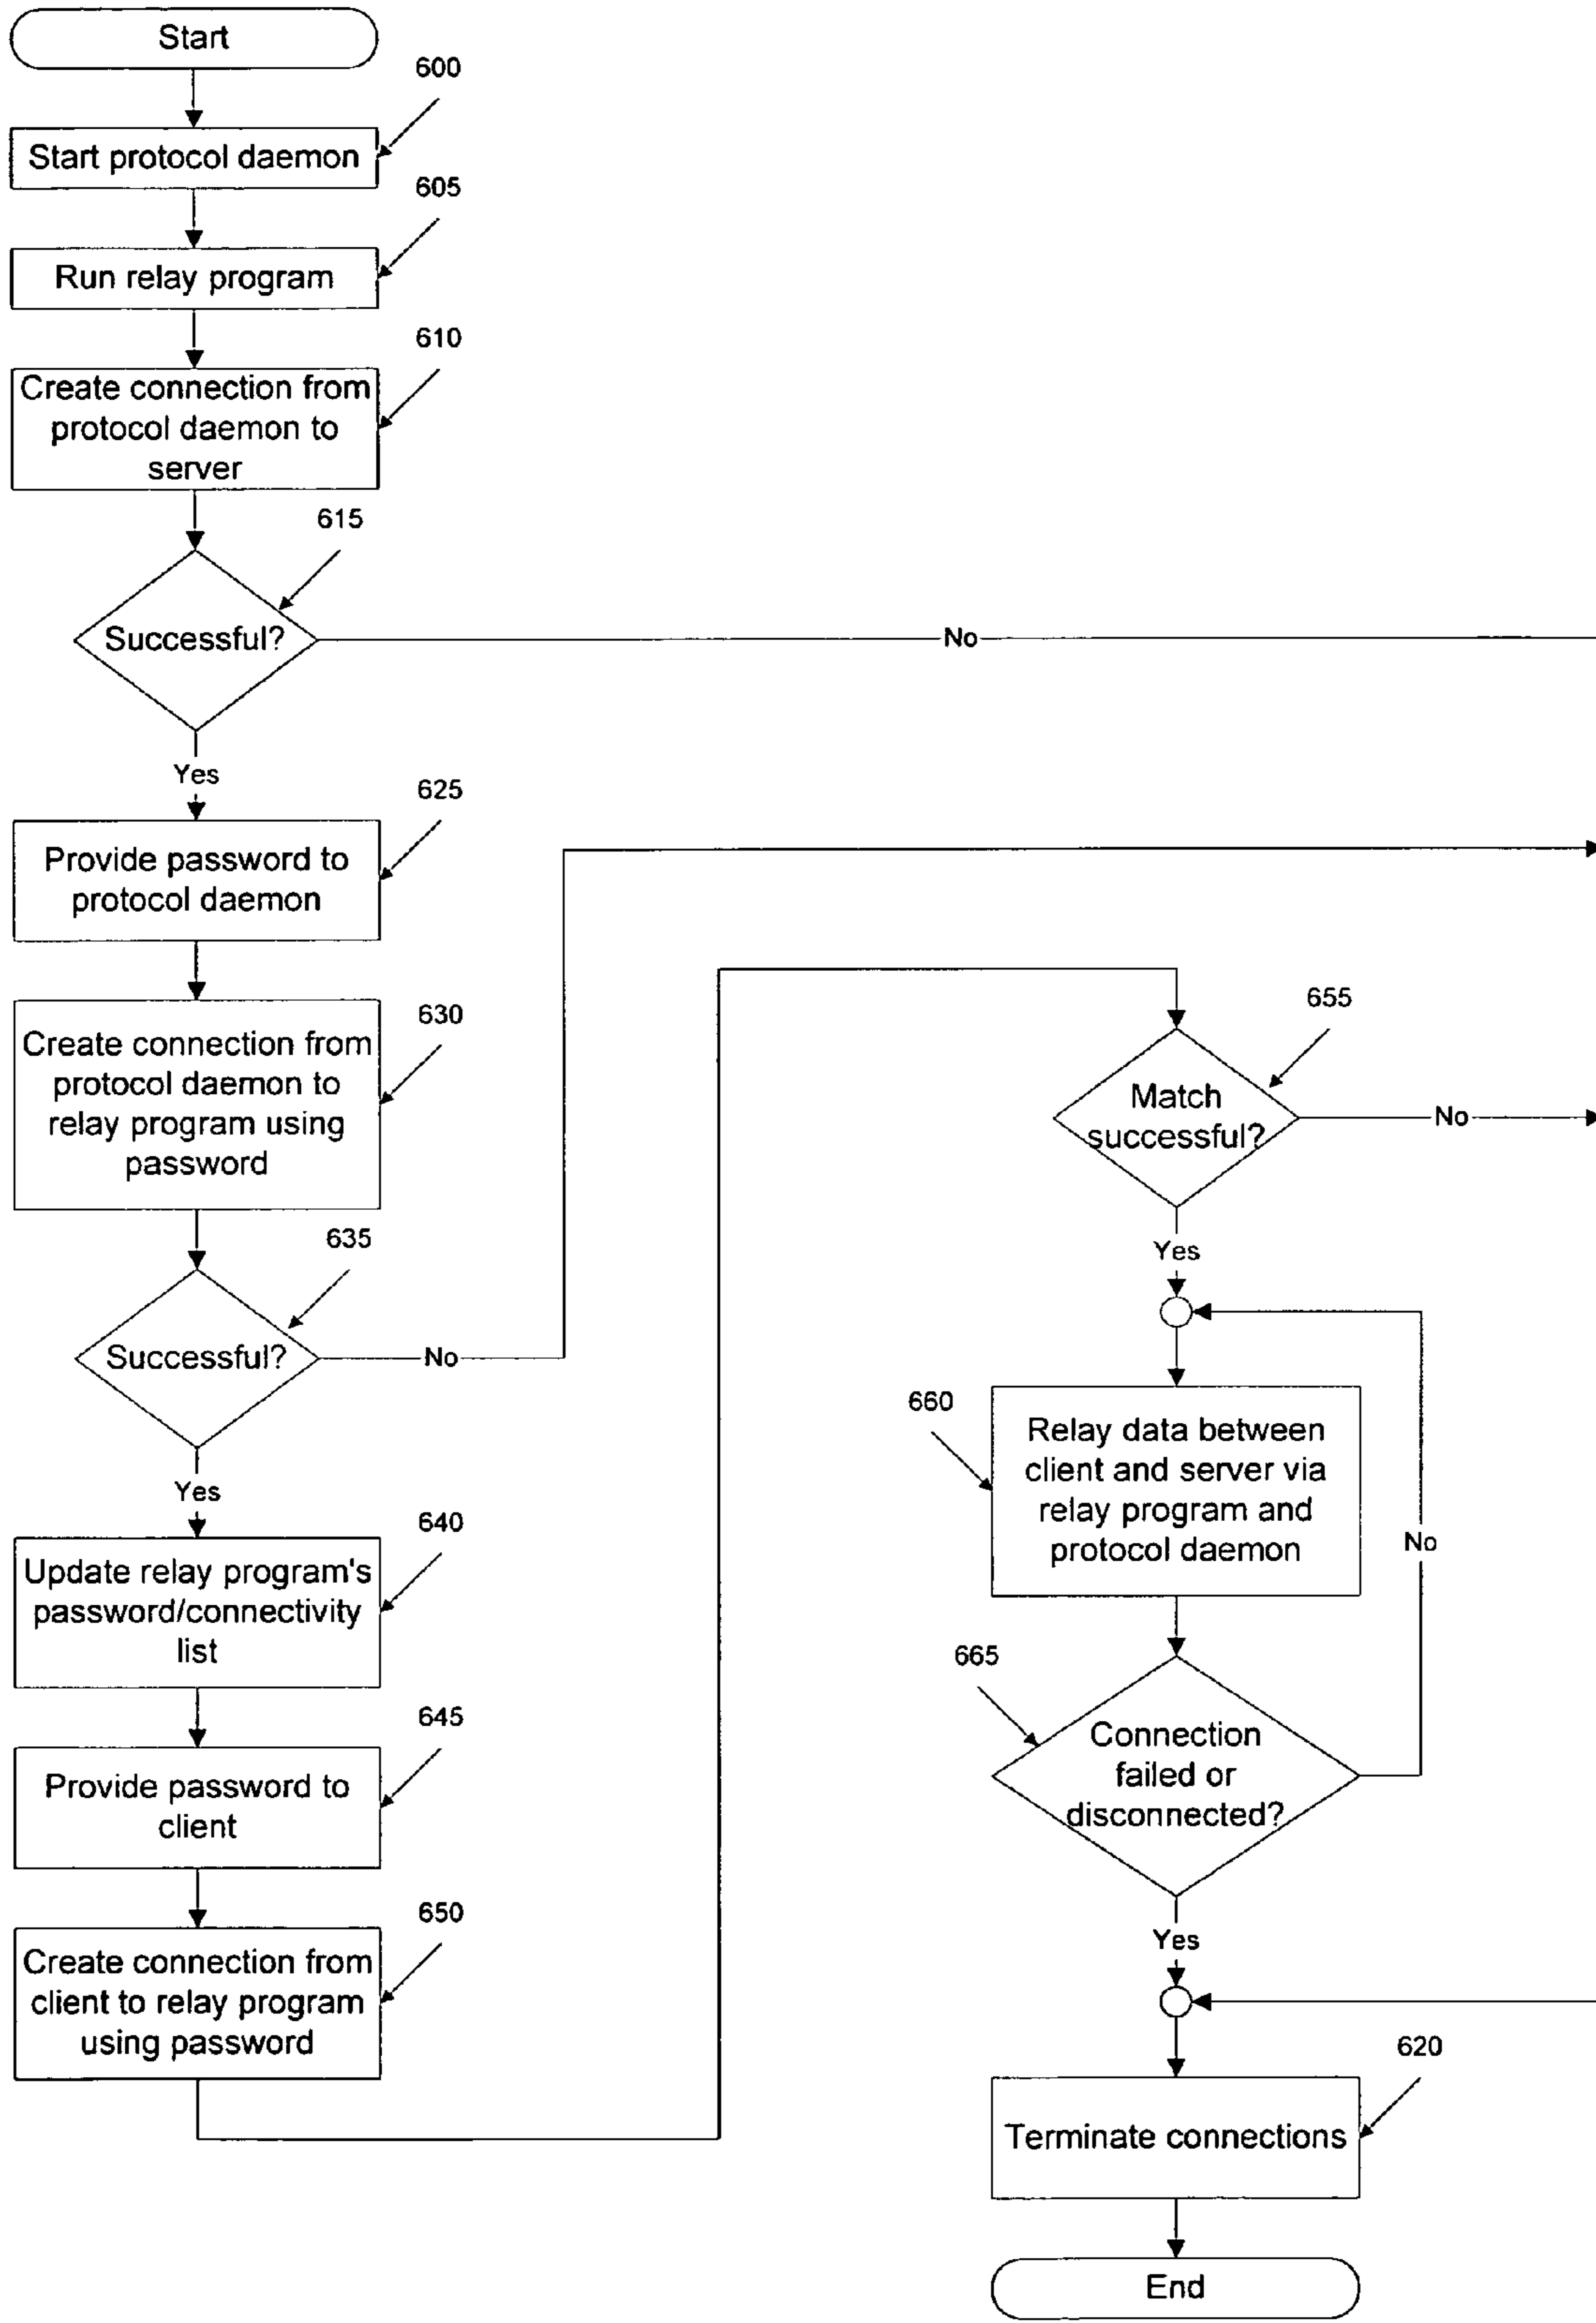 Start
600
Start protocol daemon
605
Run relay program
610
Create connection from
protocol daemon to
server
615
Successful?
No
Yes
625
Provide password to
protocol daemon
630
Create connection from
protocol daemon to
relay program using
password
635
Successful?
No
Yes
640
Update relay program's
password/connectivity
list
645
Provide password to
client
650
Create connection from
client to relay program
using password
655
Match
successful?
No
Yes
660
Relay data between
client and server via
relay program and
protocol daemon
No
665
Connection
failed or
disconnected?
Yes
620
Terminate connections
End